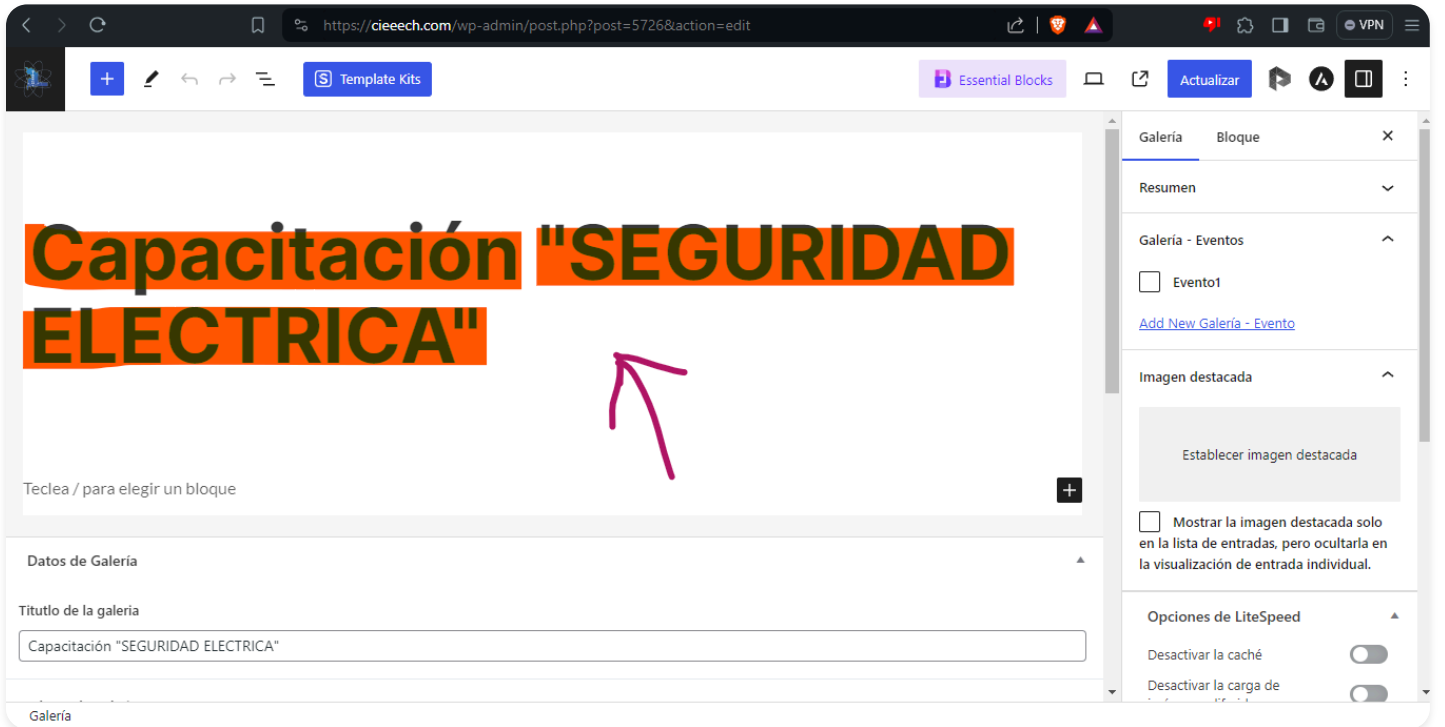 https://cieeech.com/wp-admin/post.php?post=5726&action=edit
VPN
Template Kits
Essential Blocks
Actualizar
Capacitación "SEGURIDAD
ELECTRICA"
Teclea / para elegir un bloque
Datos de Galería
Titutlo de la galeria
Capacitación "SEGURIDAD ELECTRICA"
Galería
Galería Bloque
Resumen
Galería - Eventos
Evento1
Add New Galería - Evento
Imagen destacada
Establecer imagen destacada
Mostrar la imagen destacada solo
en la lista de entradas, pero ocultarla en
la visualización de entrada individual.
Opciones de LiteSpeed
Desactivar la caché
Desactivar la carga de